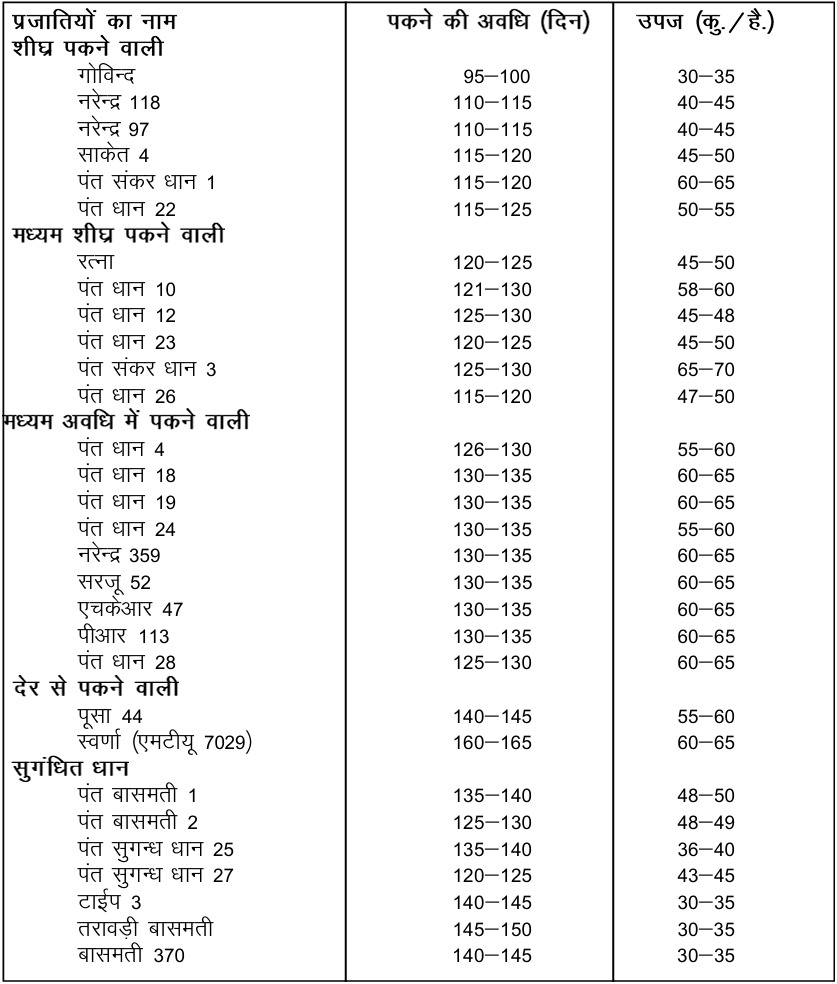 प्रजातियों का नाम पकने की अवधि (दिन) उपज (कु./है.)
शीघ्र पकने वाली
गोविन्द 95–100 30–35
नरेन्द्र 118 110–115 40–45
नरेन्द्र 97 110–115 40–45
साकेत 4 115–120 45–50
पंत संकर धान 1 115–120 60–65
पंत धान 22 115–125 50–55
मध्यम शीघ्र पकने वाली
रत्ना 120–125 45–50
पंत धान 10 121–130 58–60
पंत धान 12 125–130 45–48
पंत धान 23 120–125 45–50
पंत संकर धान 3 125–130 65–70
पंत धान 26 115–120 47–50
मध्यम अवधि में पकने वाली
पंत धान 4 126–130 55–60
पंत धान 18 130–135 60–65
पंत धान 19 130–135 60–65
पंत धान 24 130–135 55–60
नरेन्द्र 359 130–135 60–65
सरजू 52 130–135 60–65
एचकेआर 47 130–135 60–65
पीआर 113 130–135 60–65
पंत धान 28 125–130 60–65
देर से पकने वाली
पूसा 44 140–145 55–60
स्वर्णा (एमटीयू 7029) 160–165 60–65
सुगंधित धान
पंत बासमती 1 135–140 48–50
पंत बासमती 2 125–130 48–49
पंत सुगन्ध धान 25 135–140 36–40
पंत सुगन्ध धान 27 120–125 43–45
टाईप 3 140–145 30–35
तरावड़ी बासमती 145–150 30–35
बासमती 370 140–145 30–35